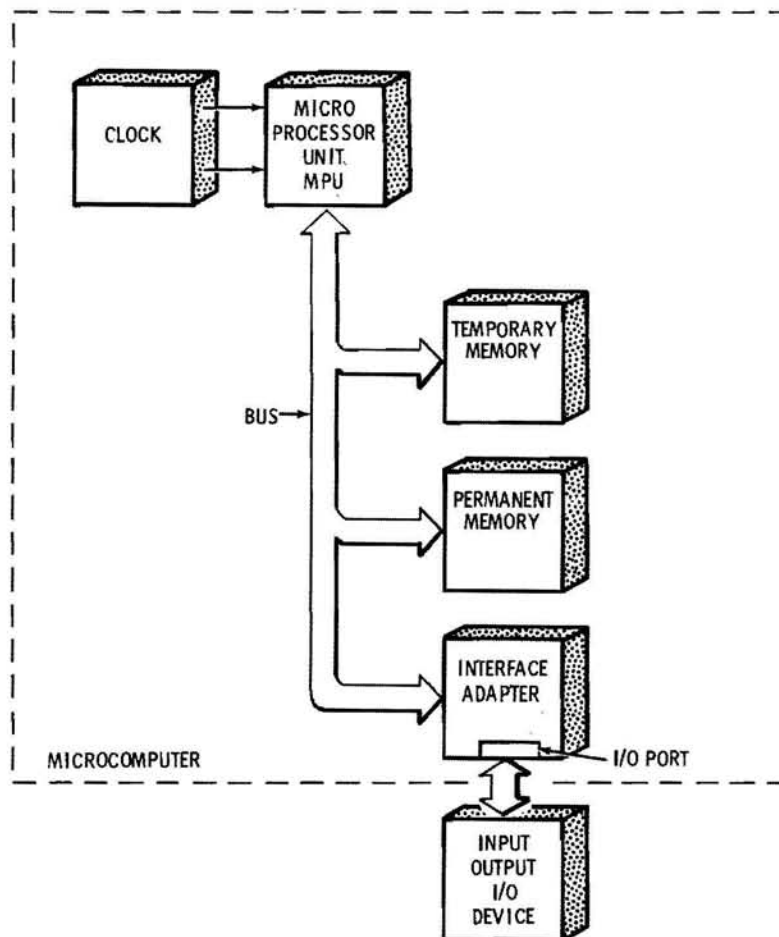 CLOCK
MICRO
PROCESSOR
UNIT.
MPU
TEMPORARY
MEMORY
BUS
PERMANENT
MEMORY
INTERFACE
ADAPTER
I/O PORT
MICROCOMPUTER
INPUT
OUTPUT
I/O
DEVICE